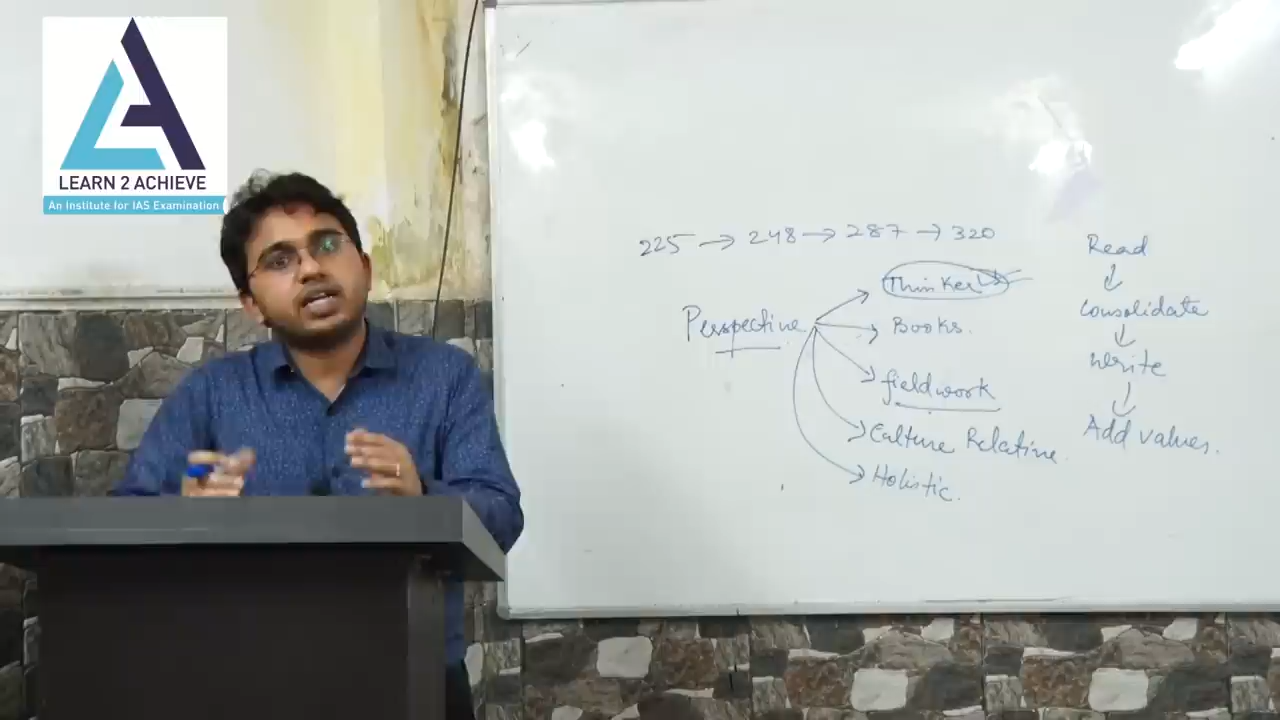 LEARN 2 ACHIEVE
An Institute for IAS Examination
225 → 248 → 287 → 320
Perspective
Thinkers
Books.
fieldwork
Culture Relative.
Holistic.
Read
↓
Consolidate
↓
Write
↓
Add values.